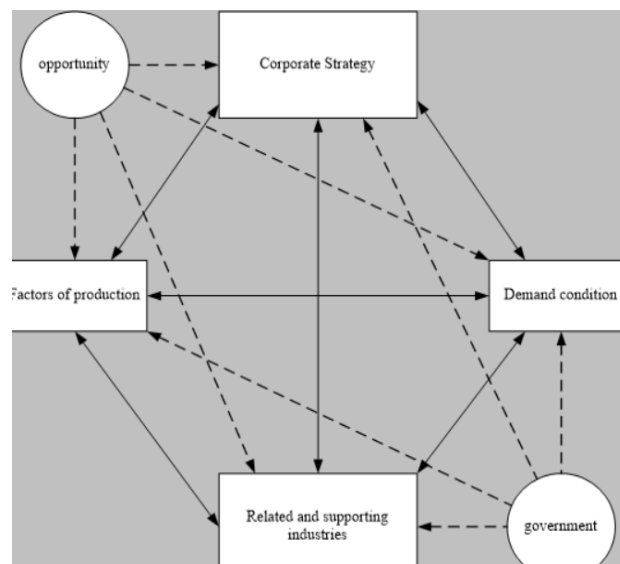 opportunity
Corporate Strategy
Factors of production
Demand condition
Related and supporting
industries
government